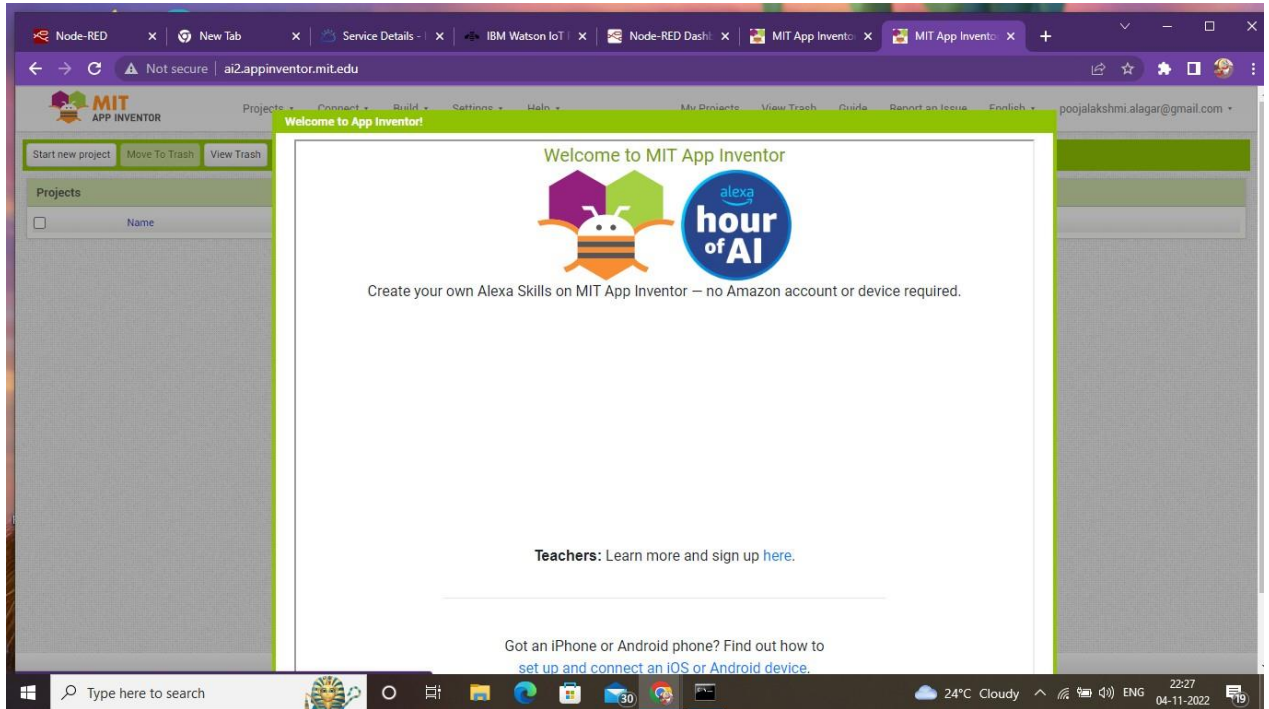 Node-RED
New Tab
Service Details - I
IBM Watson IoT
Node-RED Dash
MIT App Invento
MIT App Invento
Not secure | ai2.appinventor.mit.edu
MIT
APP INVENTOR
Projects Connect Build Settings Help My Projects View Trash Guide Report an Issue English poojalakshmi.alagar@gmail.com
Welcome to App Inventor!
Start new project Move To Trash View Trash
Projects
Name
Welcome to MIT App Inventor
alexa
hour
of AI
Create your own Alexa Skills on MIT App Inventor — no Amazon account or device required.
Teachers: Learn more and sign up here.
Got an iPhone or Android phone? Find out how to
set up and connect an iOS or Android device.
Type here to search
30
24°C Cloudy
ENG
22:27
04-11-2022
19